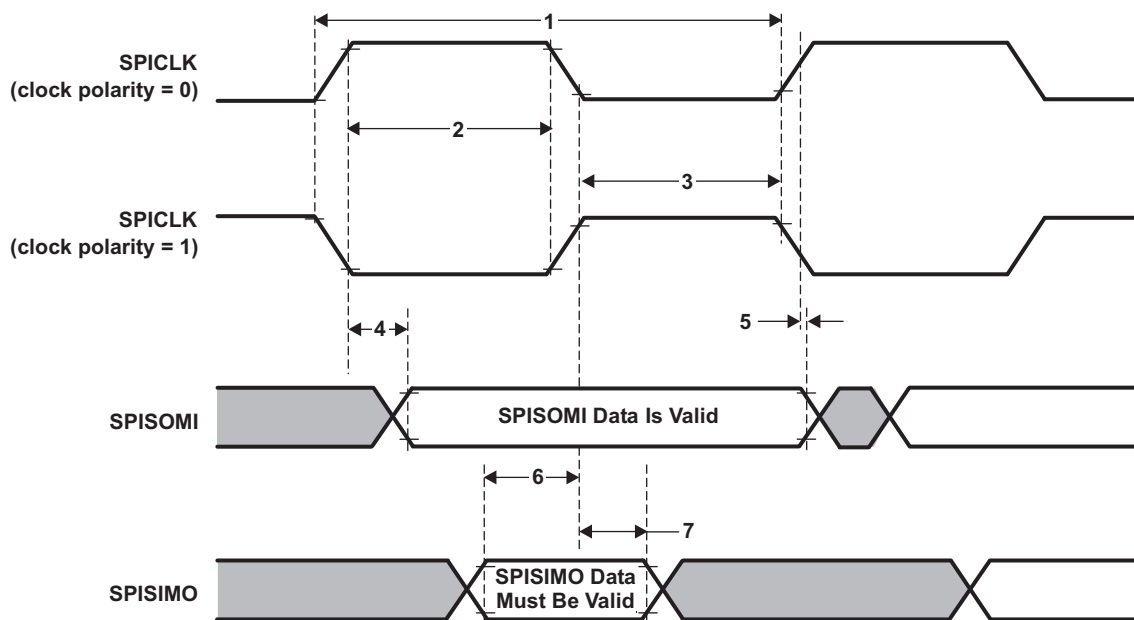 1
SPICLK
(clock polarity = 0)
2
3
SPICLK
(clock polarity = 1)
4
5
SPISOMI
SPISOMI Data Is Valid
6
7
SPISIMO
SPISIMO Data
Must Be Valid